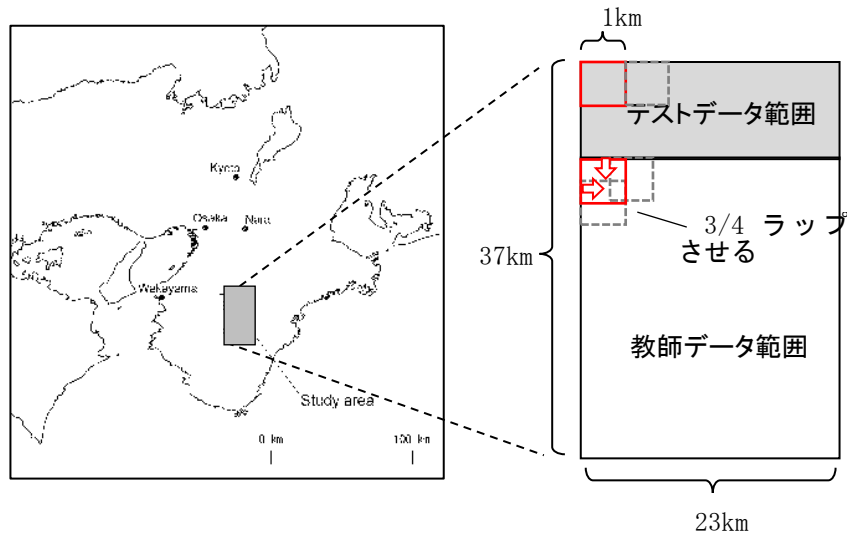 1km
テストデータ範囲
Kyoto
Osaka
Nara
3/4 ラップ
させる
37km
Wakayama
教師データ範囲
Study area
0 km
100 km
23km